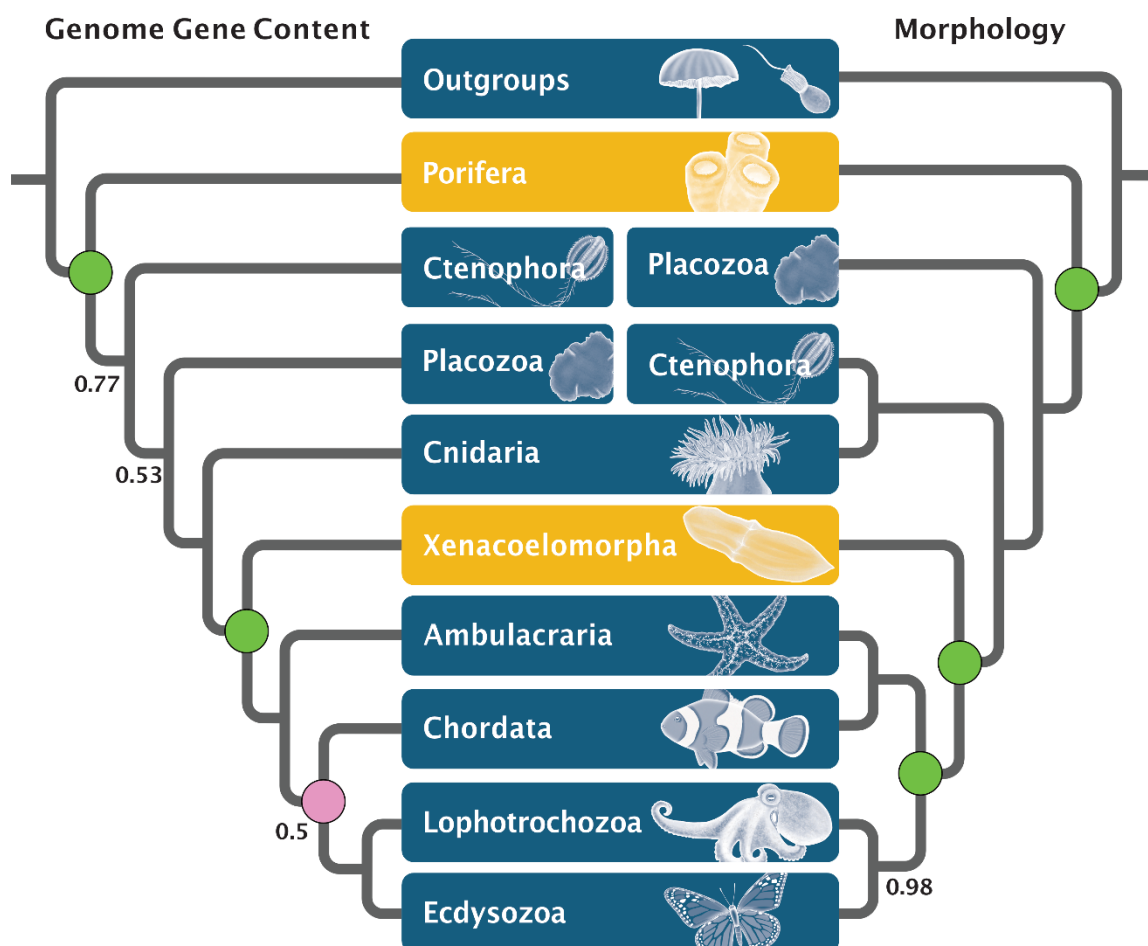 Genome Gene Content
Morphology
Outgroups
Porifera
Ctenophora
Placozoa
Placozoa
Ctenophora
0.77
Cnidaria
0.53
Xenacoelomorpha
Ambulacraria
Chordata
0.5
Lophotrochozoa
0.98
Ecdysozoa